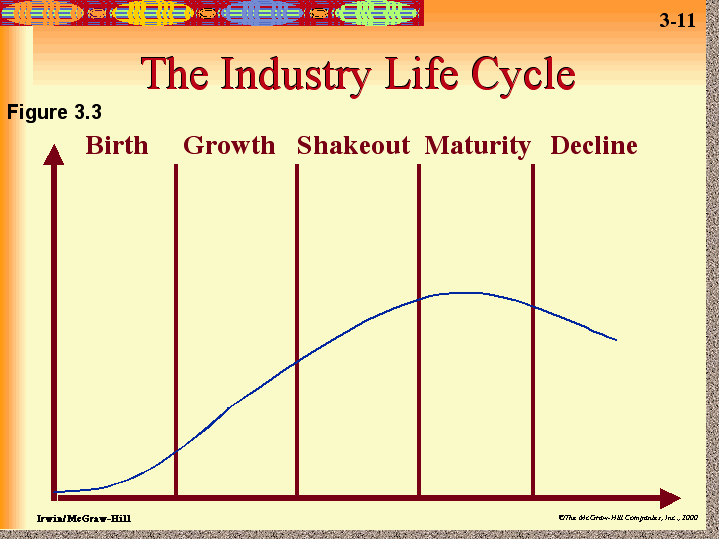 3-11
The Industry Life Cycle
Figure 3.3
Birth Growth Shakeout Maturity Decline
Irwin/McGraw-Hill ©The McGraw-Hill Companies, Inc., 2000